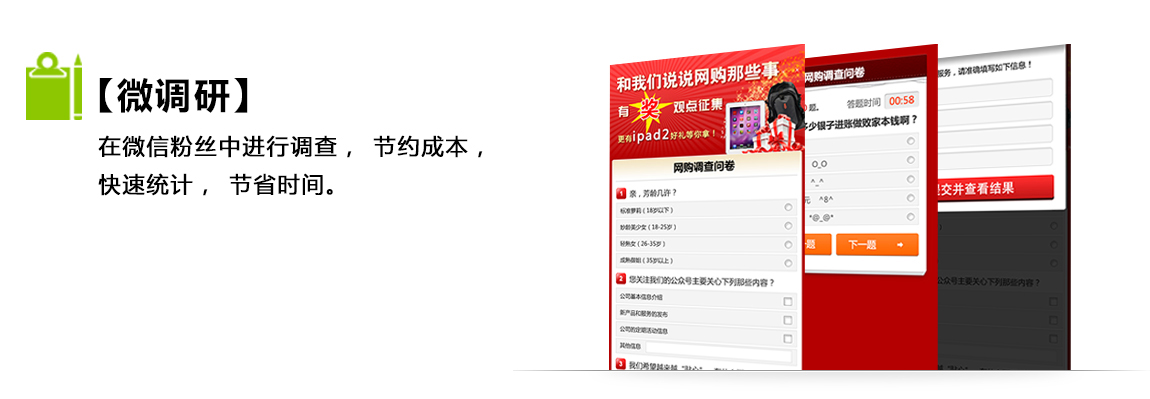 【微调研】
在微信粉丝中进行调查， 节约成本，
快速统计， 节省时间。
和我们说说网购那些事
有奖观点征集
更有ipad2好礼等你拿！
网购调查问卷
1 亲，芳龄几许？
标准萝莉（18岁以下）
妙龄美少女（18-25岁）
轻熟女（26-35岁）
成熟御姐（35岁以上）
2 您关注我们的公众号主要关心下列那些内容？
公司基本信息介绍
新产品和服务的发布
公司的定期活动信息
其他信息
3 我们希望越来越“贴心”，
网购调查问卷
题。 答题时间 00:58
少银子进账做败家本钱啊？
O_O
^_^
元 ^8^
*@_@*
题 下一题
服务，请准确填写如下信息！
交并查看结果
公众号主要关心下列那些内容？